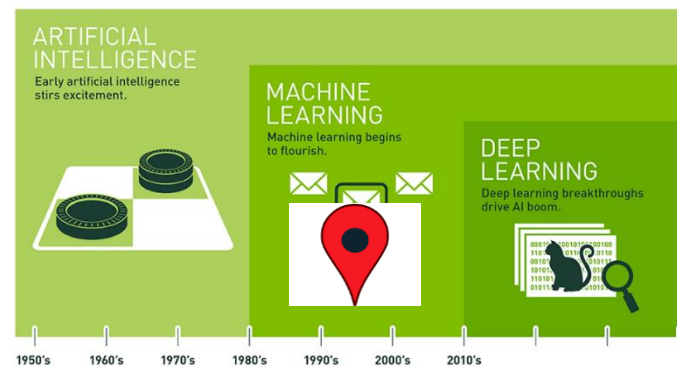 ARTIFICIAL
INTELLIGENCE
Early artificial intelligence
stirs excitement.
MACHINE
LEARNING
Machine learning begins
to flourish.
DEEP
LEARNING
Deep learning breakthroughs
drive AI boom.
1950's
1960's
1970's
1980's
1990's
2000's
2010's